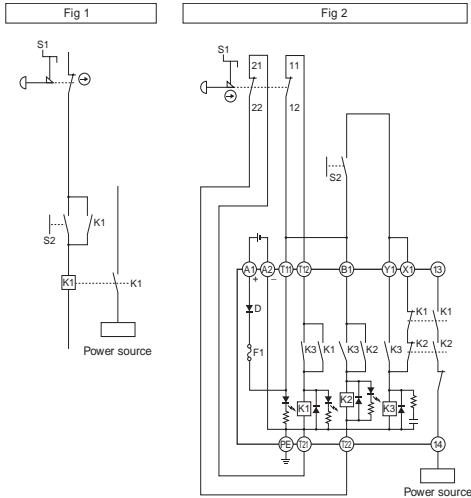 Fig 1
Fig 2
S1
S2
K1
K1
K1
Power source
S1
21
11
22
12
S2
A1
A2
T11
T12
B1
Y1
X1
13
+
−
D
F1
K1
K3
K1
K3
K2
K3
K2
K1
K2
K1
K2
K3
PE
T21
T22
14
Power source